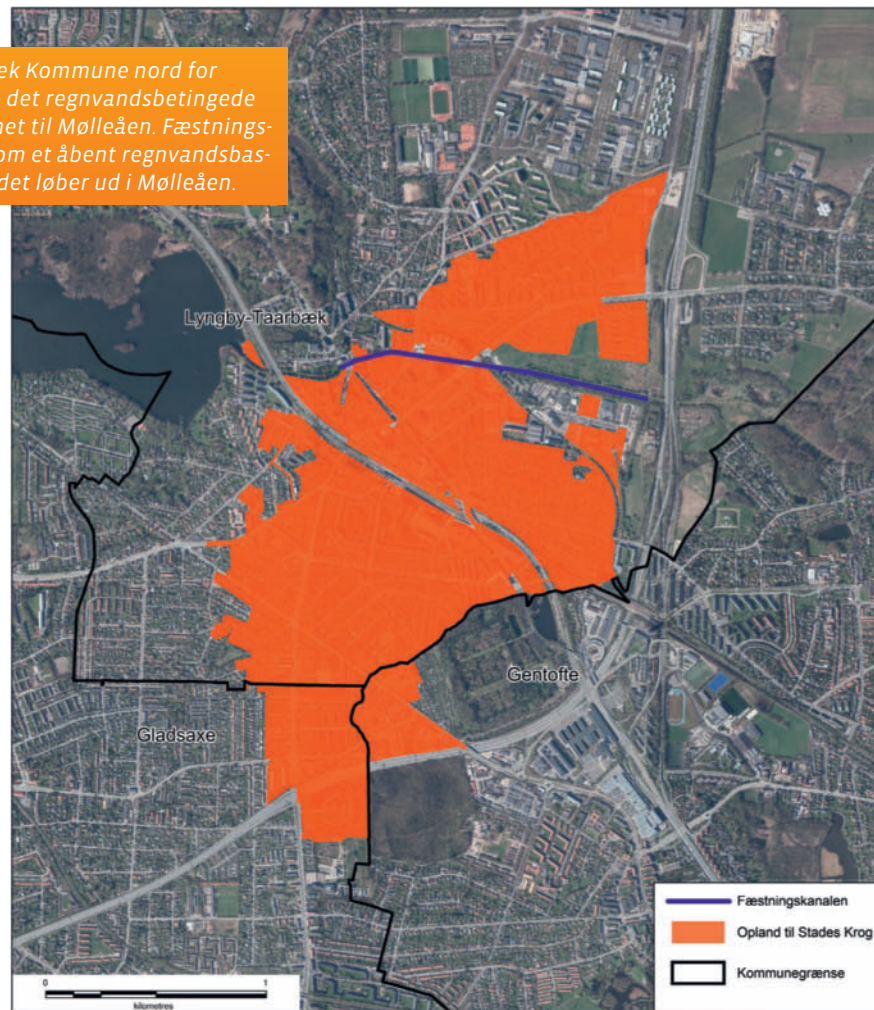 ek Kommune nord for
det regnvandsbetingede
net til Mølleåen. Fæstnings-
om et åbent regnvandsbas-
det løber ud i Mølleåen.
Lyngby-Taarbæk
Gentofte
Gladsaxe
Fæstningskanalen
Opland til Stades Krog
Kommunegrænse
0 1
kilometres